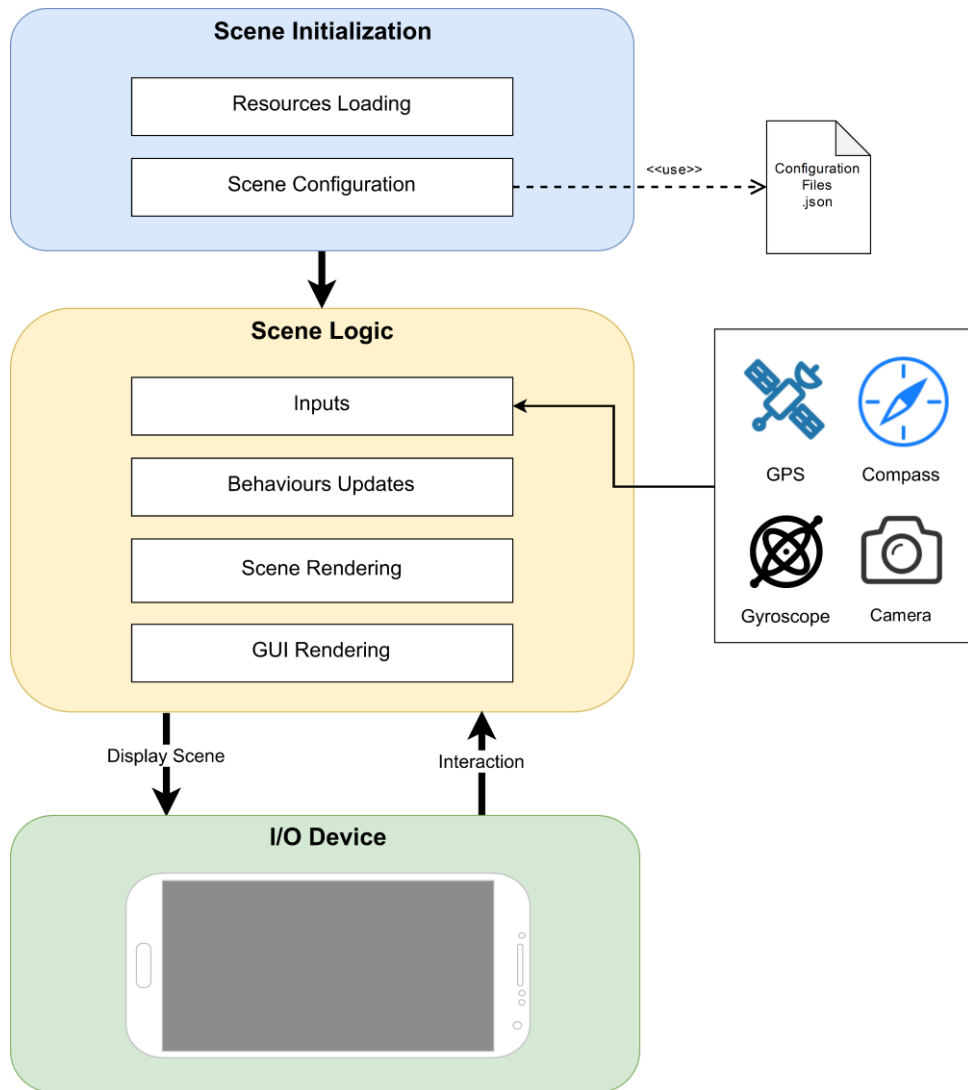 Scene Initialization
Resources Loading
Scene Configuration
<<use>>
Configuration
Files
.json
Scene Logic
Inputs
Behaviours Updates
Scene Rendering
GUI Rendering
GPS
Compass
Gyroscope
Camera
Display Scene
Interaction
I/O Device